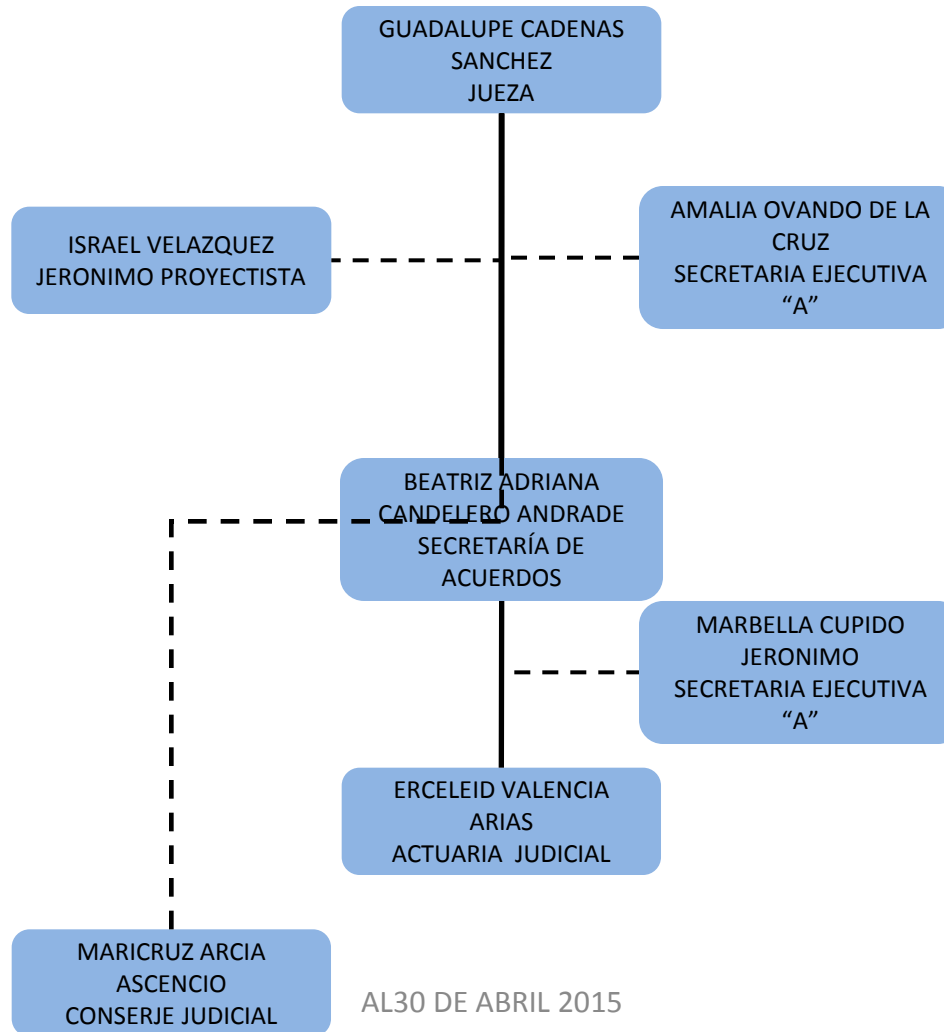 GUADALUPE CADENAS
SANCHEZ
JUEZA
ISRAEL VELAZQUEZ
JERONIMO PROYECTISTA
AMALIA OVANDO DE LA
CRUZ
SECRETARIA EJECUTIVA
“A”
BEATRIZ ADRIANA
CANDELERO ANDRADE
SECRETARÍA DE
ACUERDOS
MARBELLA CUPIDO
JERONIMO
SECRETARIA EJECUTIVA
“A”
ERCELEID VALENCIA
ARIAS
ACTUARIA  JUDICIAL
MARICRUZ ARCIA
ASCENCIO
CONSERJE JUDICIAL
AL30 DE ABRIL 2015